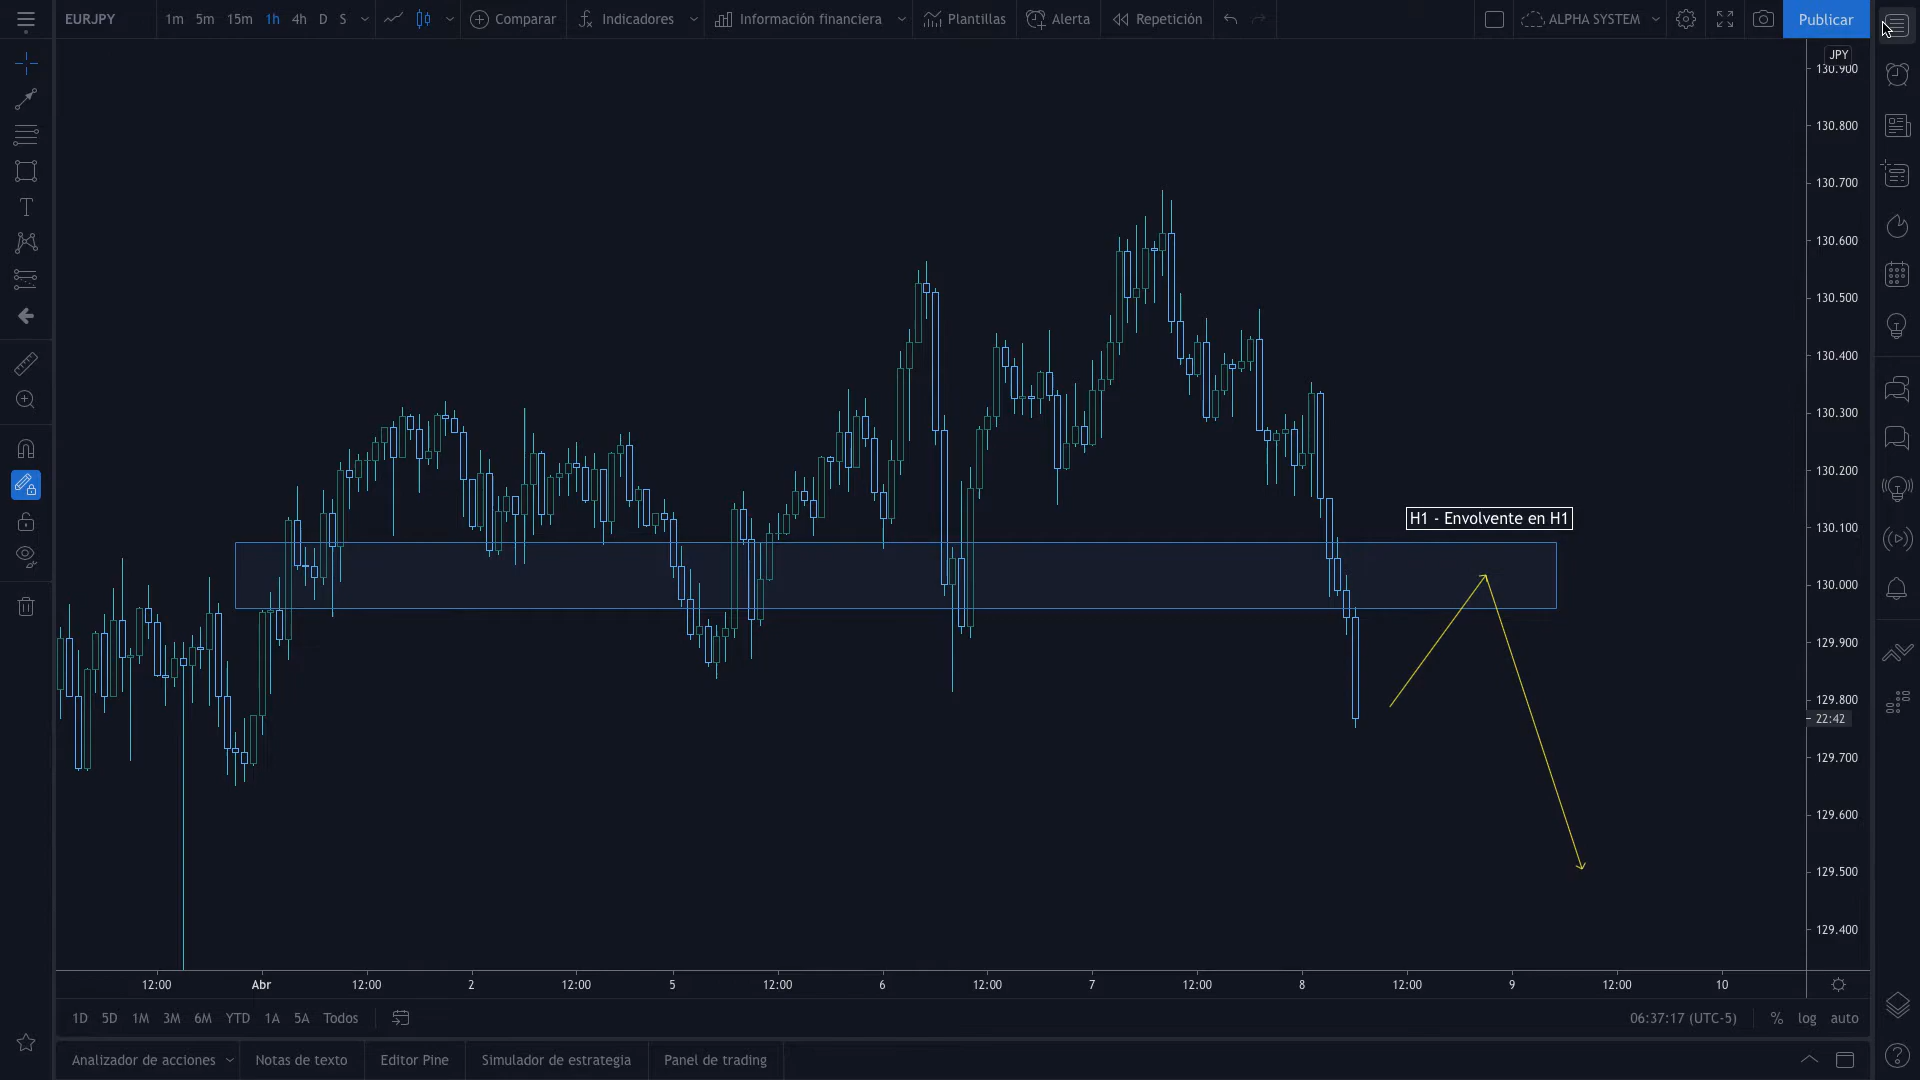 EURJPY 1m 5m 15m 1h 4h D S Comparar Indicadores Información financiera Plantillas Alerta Repetición ALPHA SYSTEM Publicar
JPY
130.900
130.800
130.700
130.600
130.500
130.400
130.300
130.200
H1 - Envolvente en H1
130.100
130.000
129.900
129.800
22:42
129.700
129.600
129.500
129.400
12:00 Abr 12:00 2 12:00 5 12:00 6 12:00 7 12:00 8 12:00 9 12:00 10
1D 5D 1M 3M 6M YTD 1A 5A Todos 06:37:17 (UTC-5) % log auto
Analizador de acciones Notas de texto Editor Pine Simulador de estrategia Panel de trading